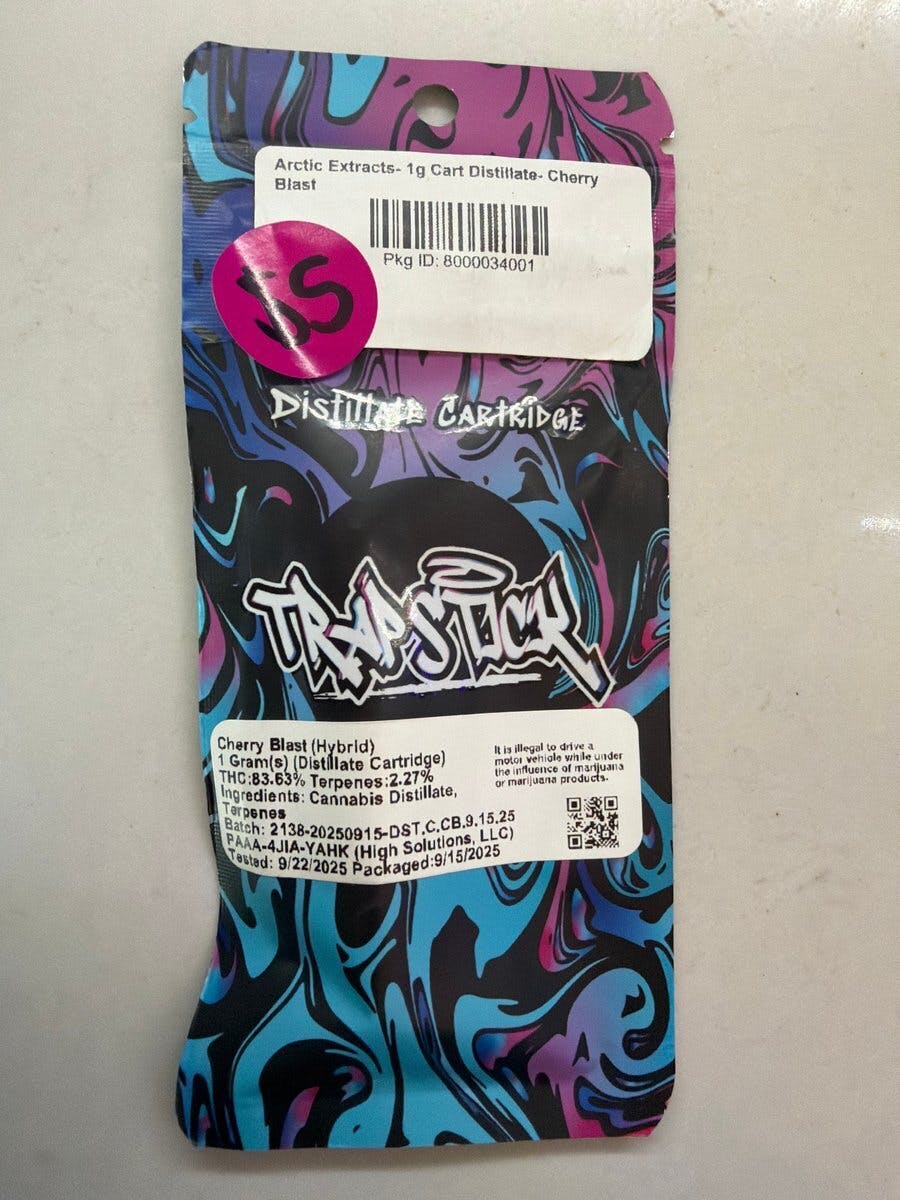 Arctic Extracts- 1g Cart Distillate- Cherry
Blast
Pkg ID: 8000034001
Distillate Cartridge
TRAPSTICK
Cherry Blast (Hybrid)
1 Gram(s) (Distillate Cartridge)
THC:83.63% Terpenes:2.27%
Ingredients: Cannabis Distillate,
Terpenes
Batch: 2138-20250915-DST.C.CB.9.15.25
PAAA-4JIA-YAHK (High Solutions, LLC)
Tested: 9/22/2025 Packaged:9/15/2025
It is illegal to drive a
motor vehicle while under
the influence of marijuana
or marijuana products.